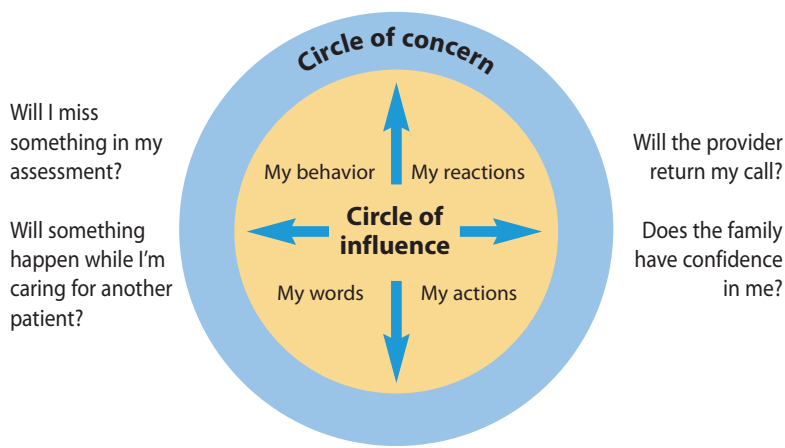 Circle of concern
Will I miss
something in my
assessment?
Will something
happen while I'm
caring for another
patient?
My behavior
My reactions
Circle of
influence
My words
My actions
Will the provider
return my call?
Does the family
have confidence
in me?